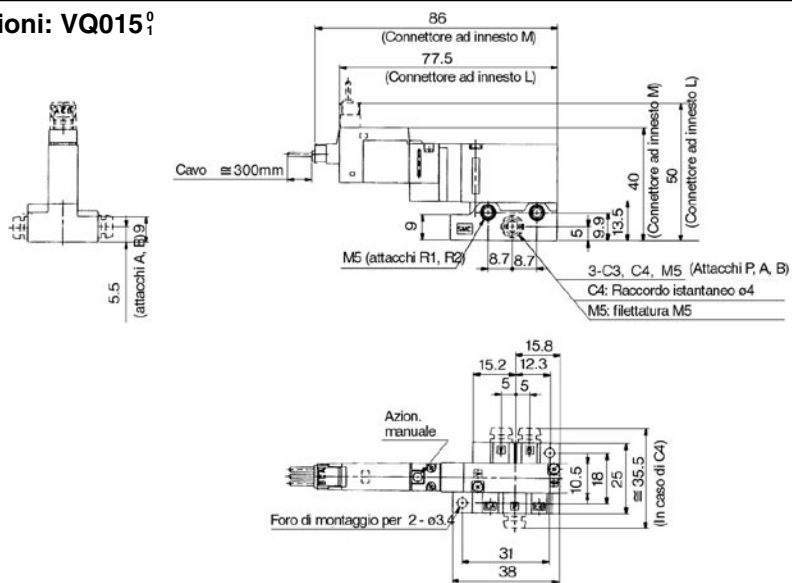 ioni: VQ015⁰₁
86
(Connettore ad innesto M)
77.5
(Connettore ad innesto L)
Cavo ≅300mm
9
5.5
(attacchi A, B)
9
SMC
5
9.9
13.5
40
(Connettore ad innesto M)
50
(Connettore ad innesto L)
M5 (attacchi R1, R2)
8.7
8.7
3-C3, C4, M5 (Attacchi P, A, B)
C4: Raccordo istantaneo ø4
M5: filettatura M5
15.8
15.2
12.3
5
5
Azion.
manuale
10.5
18
25
≅35.5
(In caso di C4)
Foro di montaggio per 2 - ø3.4
31
38